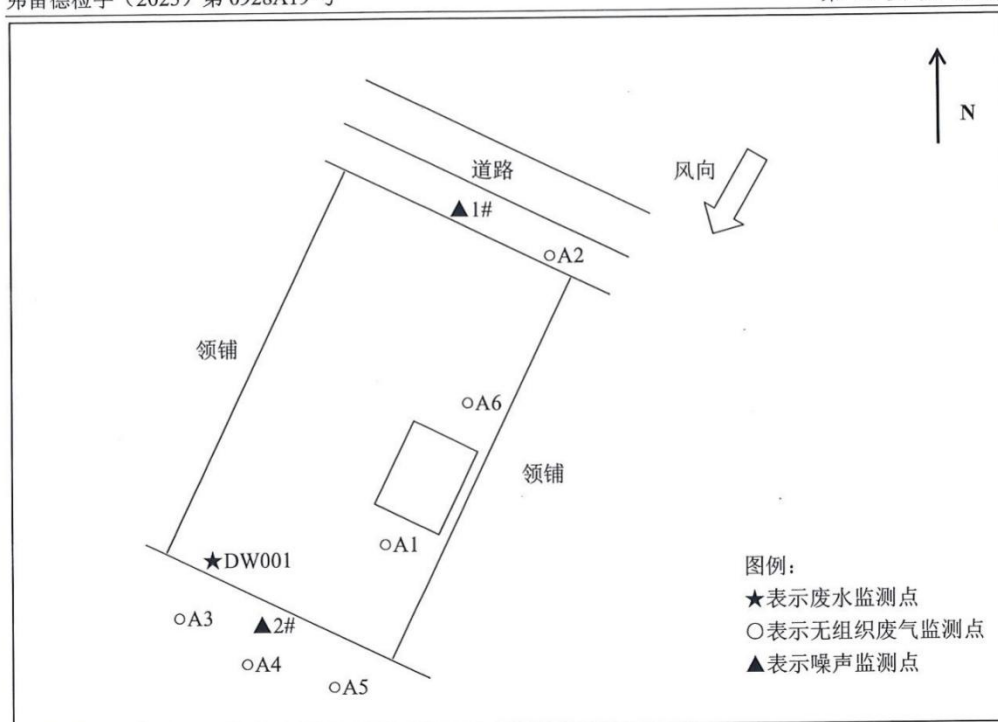 N
道路
风向
▲1#
○A2
领铺
○A6
领铺
○A1
★DW001
○A3
▲2#
○A4
○A5
图例：
★表示废水监测点
○表示无组织废气监测点
▲表示噪声监测点